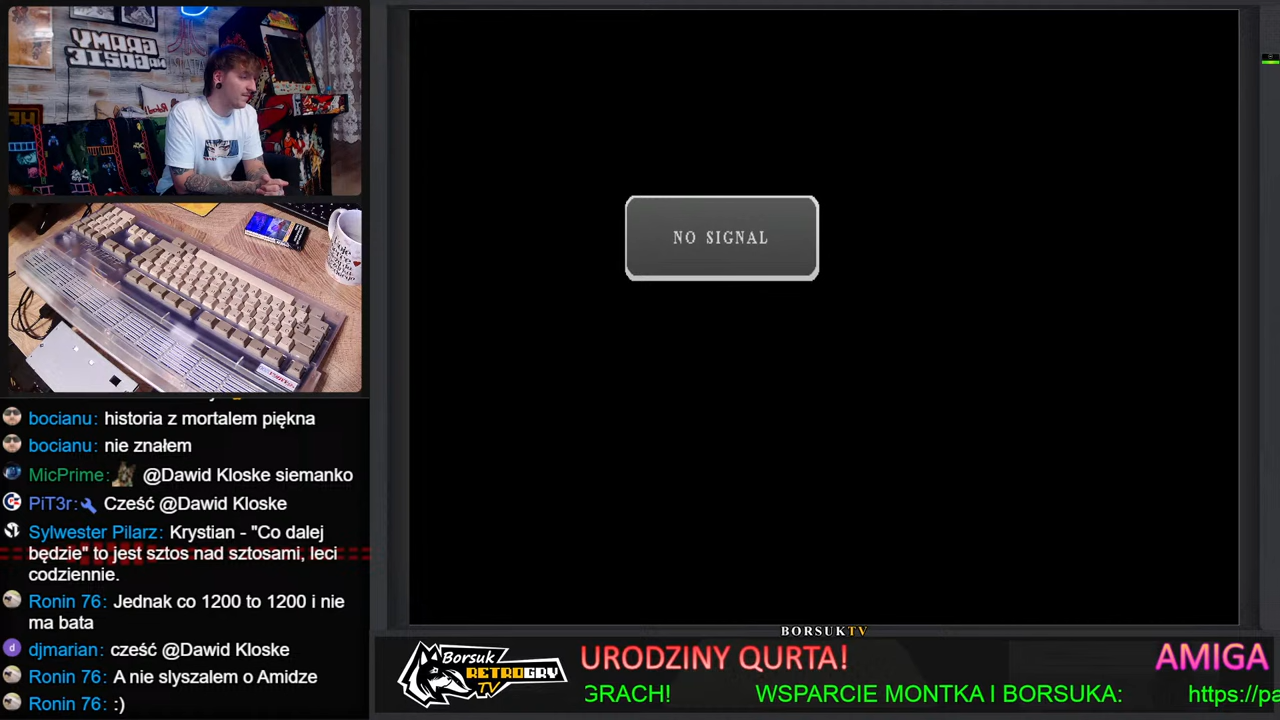 GRAMY
NA GAZIE
NO SIGNAL
bocianu: historia z mortalem piękna
bocianu: nie znałem
MicPrime: @Dawid Kloske siemanko
PiT3r: Cześć @Dawid Kloske
Sylwester Pilarz: Krystian - "Co dalej
będzie" to jest sztos nad sztosami, leci
codziennie.
Ronin 76: Jednak co 1200 to 1200 i nie
ma bata
djmarian: cześć @Dawid Kloske
Ronin 76: A nie slyszalem o Amidze
Ronin 76: :)
BORSUKTV
Borsuk
RETROGRY
TV
URODZINY QURTA!
AMIGA
GRACH!
WSPARCIE MONTKA I BORSUKA:
https://pa